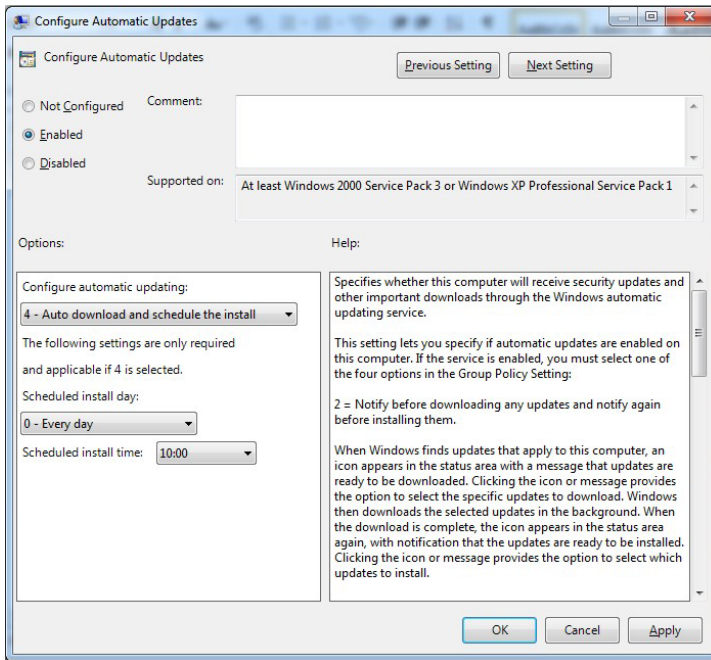 Configure Automatic Updates
Configure Automatic Updates
Previous Setting
Next Setting
Not Configured
Comment:
Enabled
Disabled
Supported on:
At least Windows 2000 Service Pack 3 or Windows XP Professional Service Pack 1
Options:
Help:
Configure automatic updating:
4 - Auto download and schedule the install
The following settings are only required
and applicable if 4 is selected.
Scheduled install day:
0 - Every day
Scheduled install time:
10:00
Specifies whether this computer will receive security updates and
other important downloads through the Windows automatic
updating service.
This setting lets you specify if automatic updates are enabled on
this computer. If the service is enabled, you must select one of
the four options in the Group Policy Setting:
2 = Notify before downloading any updates and notify again
before installing them.
When Windows finds updates that apply to this computer, an
icon appears in the status area with a message that updates are
ready to be downloaded. Clicking the icon or message provides
the option to select the specific updates to download. Windows
then downloads the selected updates in the background. When
the download is complete, the icon appears in the status area
again, with notification that the updates are ready to be installed.
Clicking the icon or message provides the option to select which
updates to install.
OK
Cancel
Apply